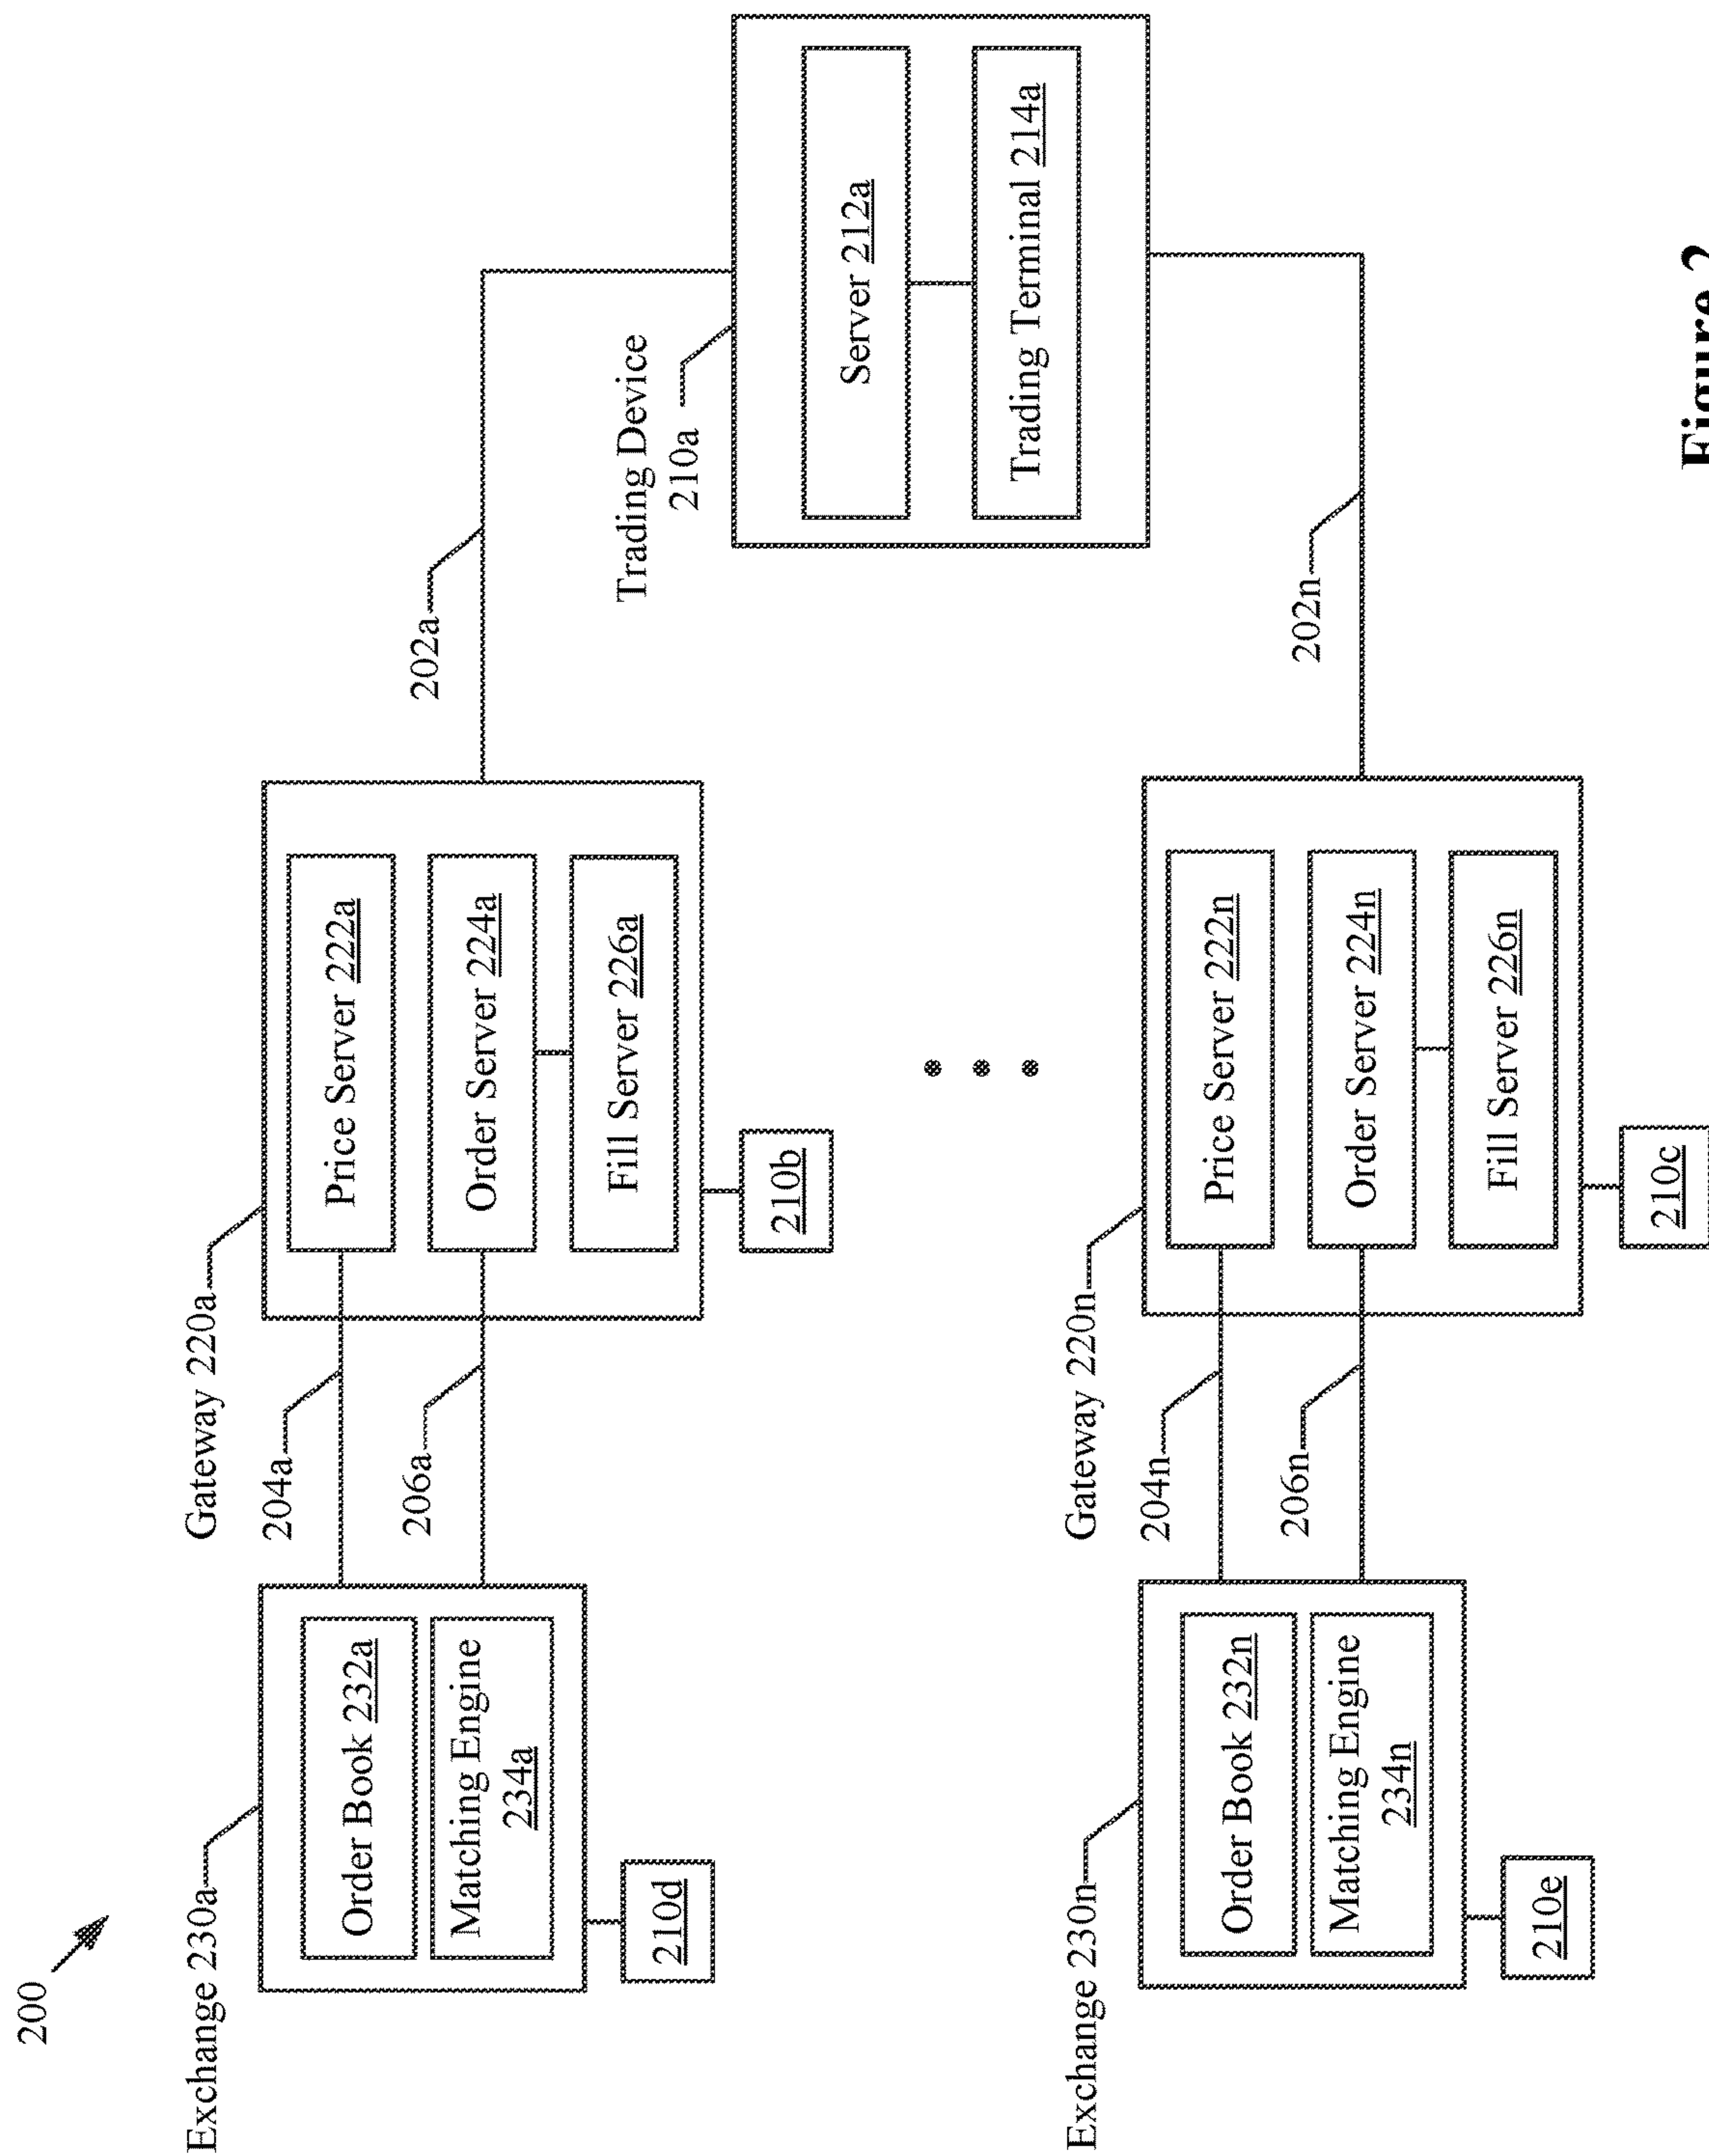 200
Exchange 230a
Order Book 232a
Matching Engine
234a
210d
204a
206a
Gateway 220a
Price Server 222a
Order Server 224a
Fill Server 226a
210b
202a
Trading Device
210a
Server 212a
Trading Terminal 214a
Exchange 230n
Order Book 232n
Matching Engine
234n
210e
204n
206n
Gateway 220n
Price Server 222n
Order Server 224n
Fill Server 226n
210c
202n
Figure 2